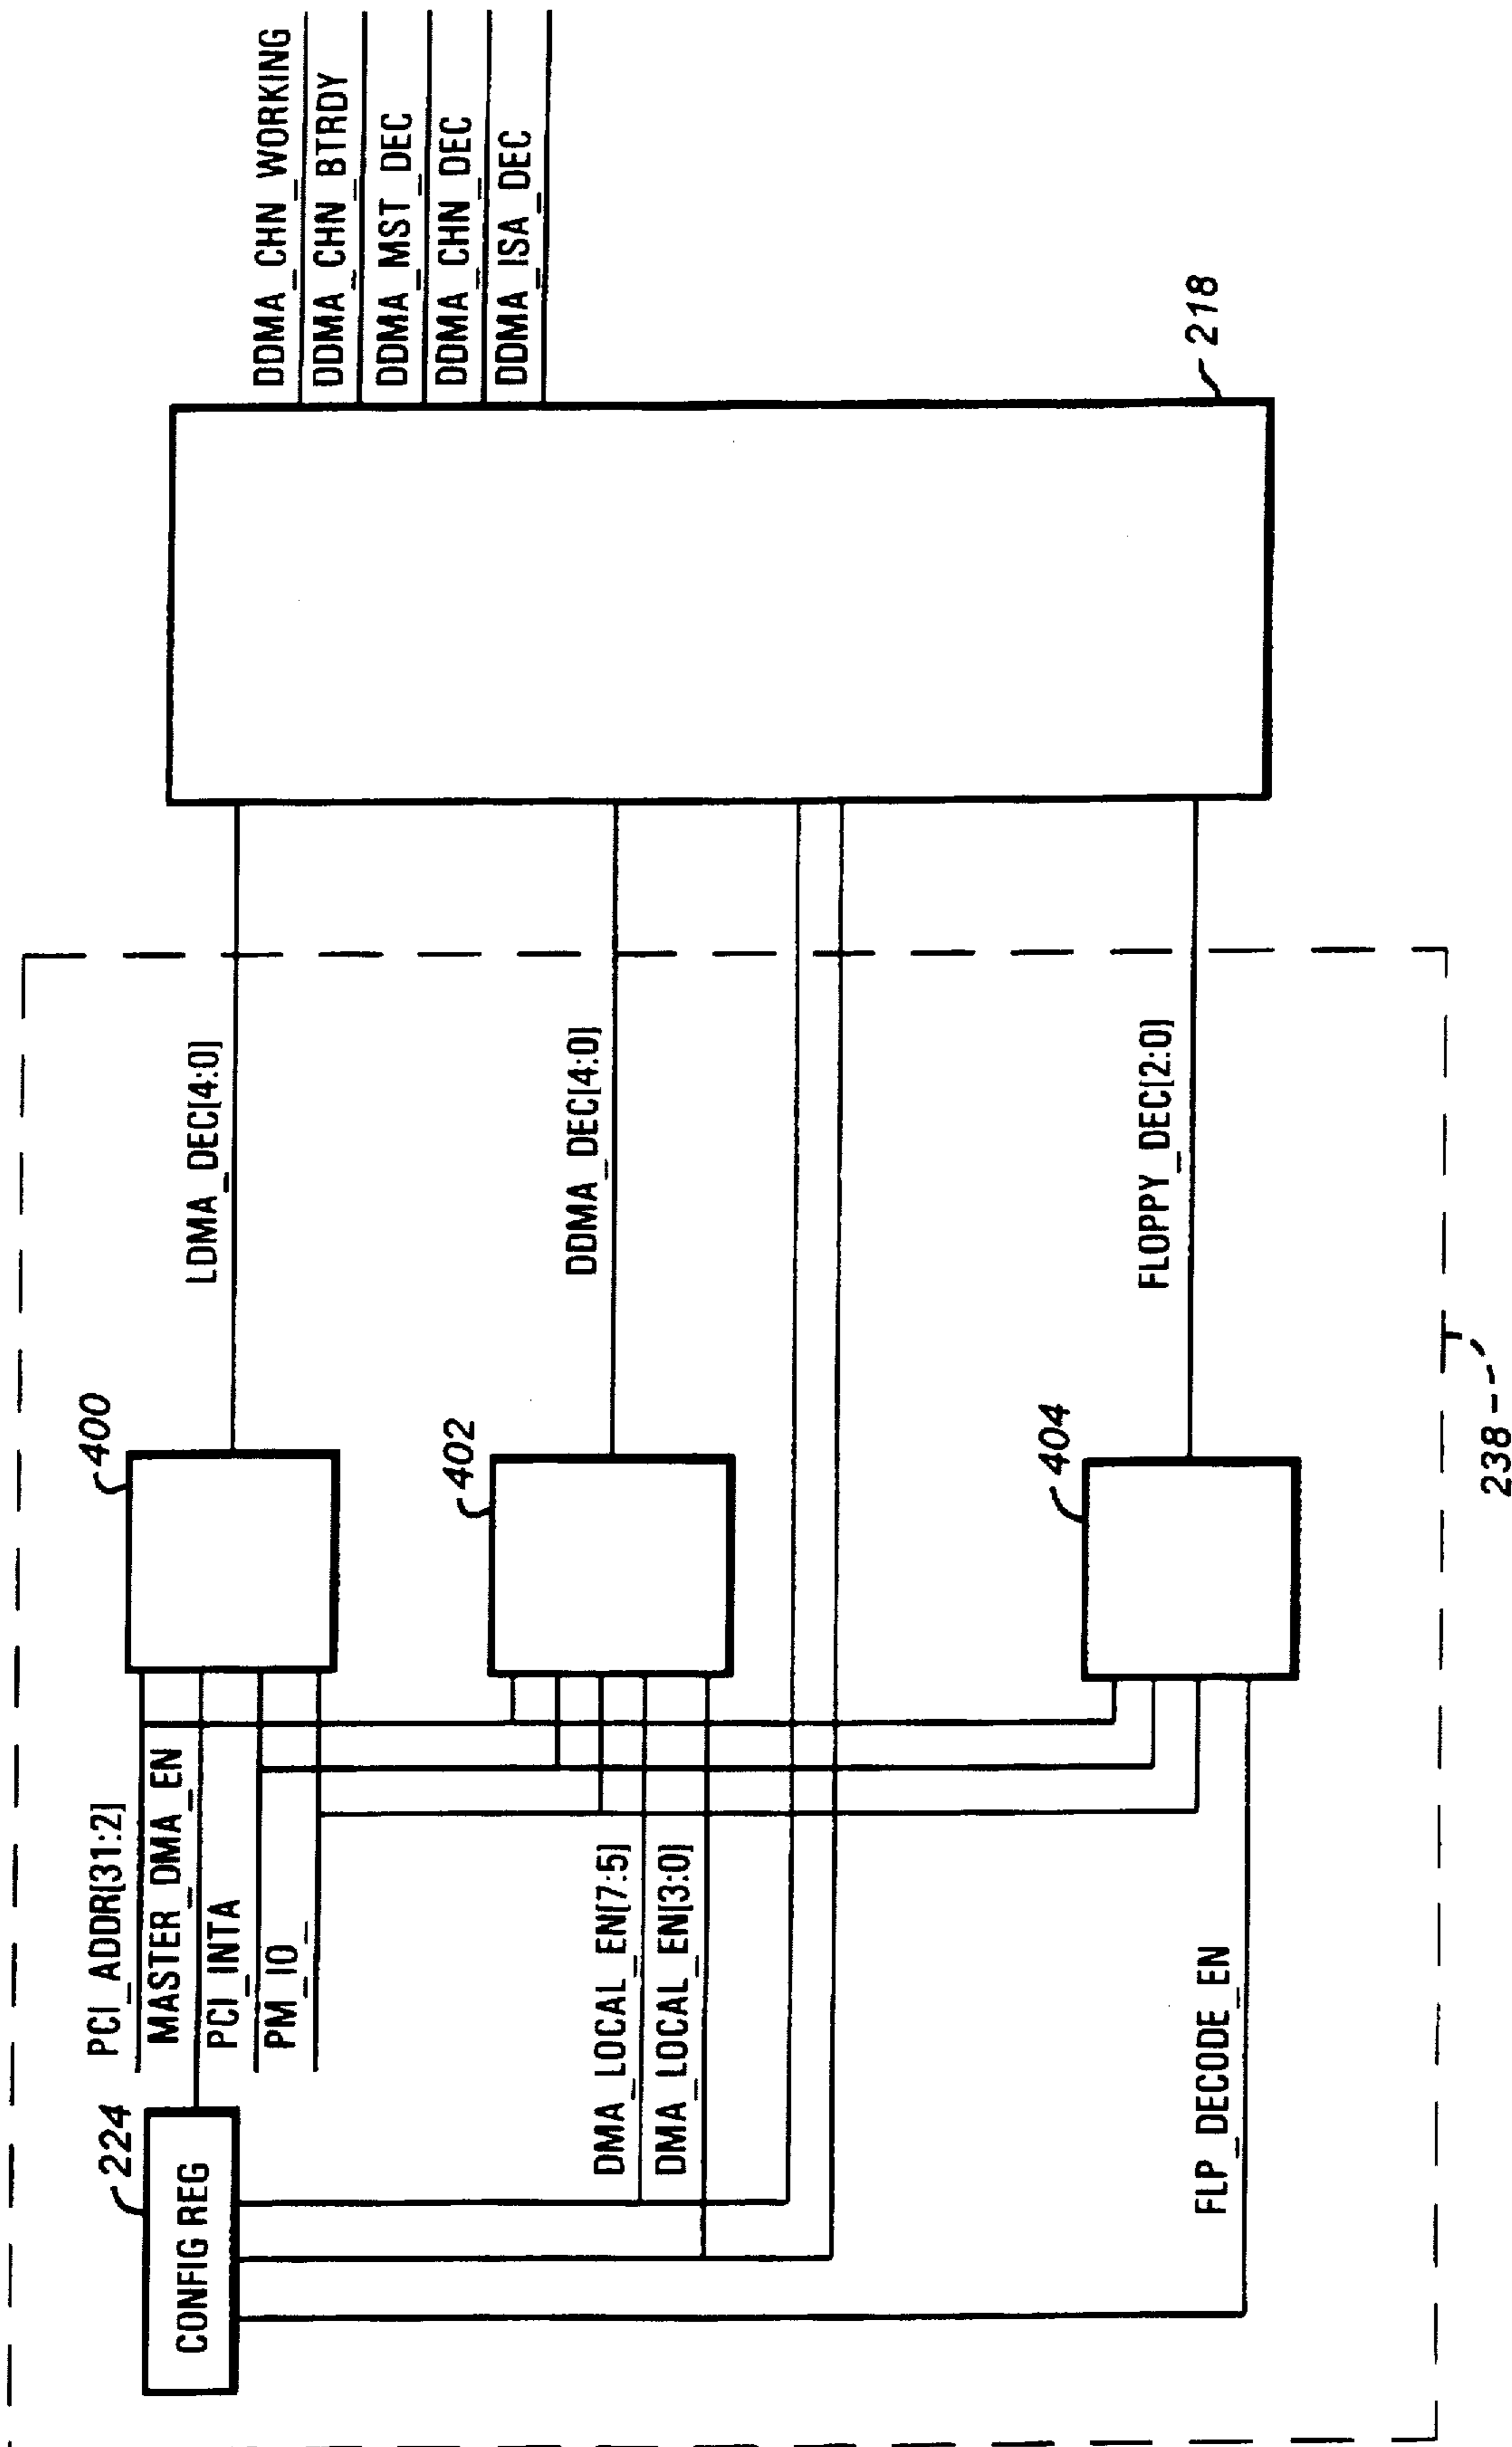 224
CONFIG REG
PCI_ADDR[31:2]
MASTER_DMA_EN
PCI_INTA
PM_IO_
DMA_LOCAL_EN[7:5]
DMA_LOCAL_EN[3:0]
FLP_DECODE_EN
400
402
404
LDMA_DEC[4:0]
DDMA_DEC[4:0]
FLOPPY_DEC[2:0]
238
218
DDMA_CHN_WORKING
DDMA_CHN_BTRDY
DDMA_MST_DEC
DDMA_CHN_DEC
DDMA_ISA_DEC